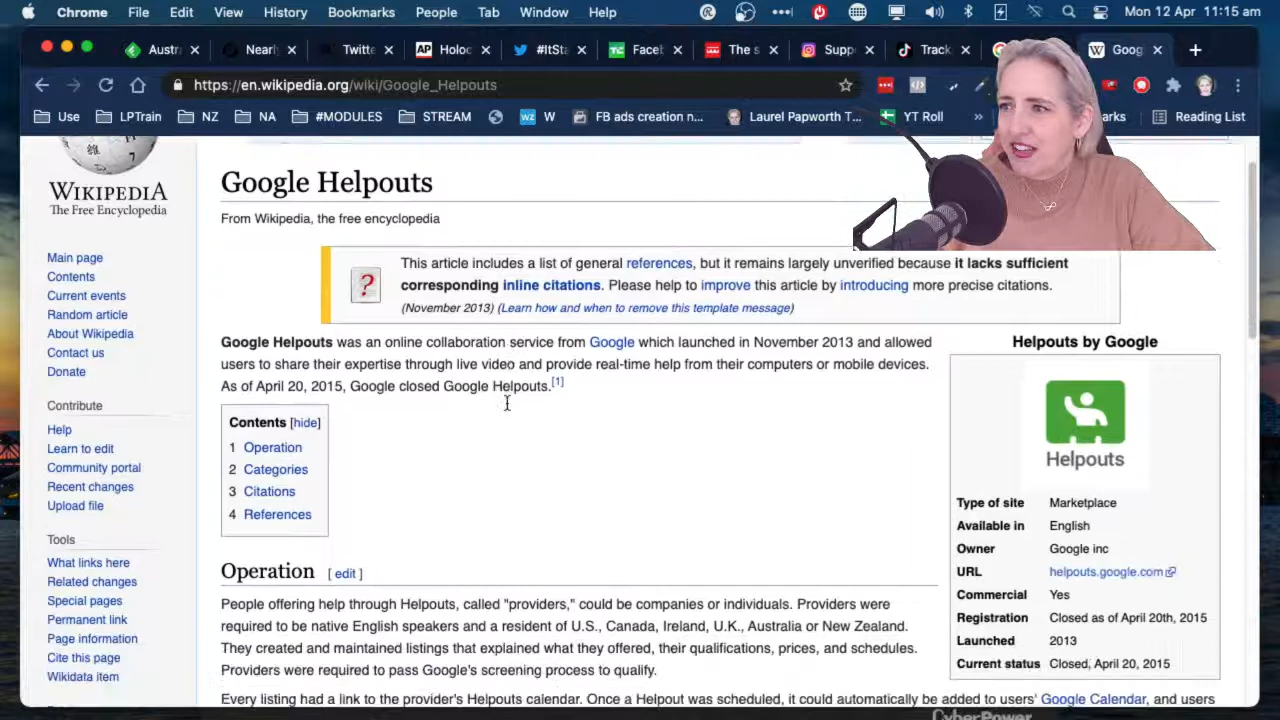 Chrome File Edit View History Bookmarks People Tab Window Help Mon 12 Apr 11:15 am
Austra Nearl Twitte AP Holoc #ItSta TC Faceb The s Supp Track W Goog
https://en.wikipedia.org/wiki/Google_Helpouts
Use LPTrain NZ NA #MODULES STREAM WZ W FB ads creation n... Laurel Papworth T... YT Roll » arks Reading List
WIKIPEDIA
The Free Encyclopedia
Main page
Contents
Current events
Random article
About Wikipedia
Contact us
Donate
Contribute
Help
Learn to edit
Community portal
Recent changes
Upload file
Tools
What links here
Related changes
Special pages
Permanent link
Page information
Cite this page
Wikidata item
Google Helpouts
From Wikipedia, the free encyclopedia
This article includes a list of general references, but it remains largely unverified because it lacks sufficient
corresponding inline citations. Please help to improve this article by introducing more precise citations.
(November 2013) (Learn how and when to remove this template message)
Google Helpouts was an online collaboration service from Google which launched in November 2013 and allowed
users to share their expertise through live video and provide real-time help from their computers or mobile devices.
As of April 20, 2015, Google closed Google Helpouts.[1]
Contents [hide]
1 Operation
2 Categories
3 Citations
4 References
Helpouts by Google
Helpouts
Type of site Marketplace
Available in English
Owner Google inc
URL helpouts.google.com
Commercial Yes
Registration Closed as of April 20th, 2015
Launched 2013
Current status Closed, April 20, 2015
Operation [ edit ]
People offering help through Helpouts, called "providers," could be companies or individuals. Providers were
required to be native English speakers and a resident of U.S., Canada, Ireland, U.K., Australia or New Zealand.
They created and maintained listings that explained what they offered, their qualifications, prices, and schedules.
Providers were required to pass Google's screening process to qualify.
Every listing had a link to the provider's Helpouts calendar. Once a Helpout was scheduled, it could automatically be added to users' Google Calendar, and users
CyberPower